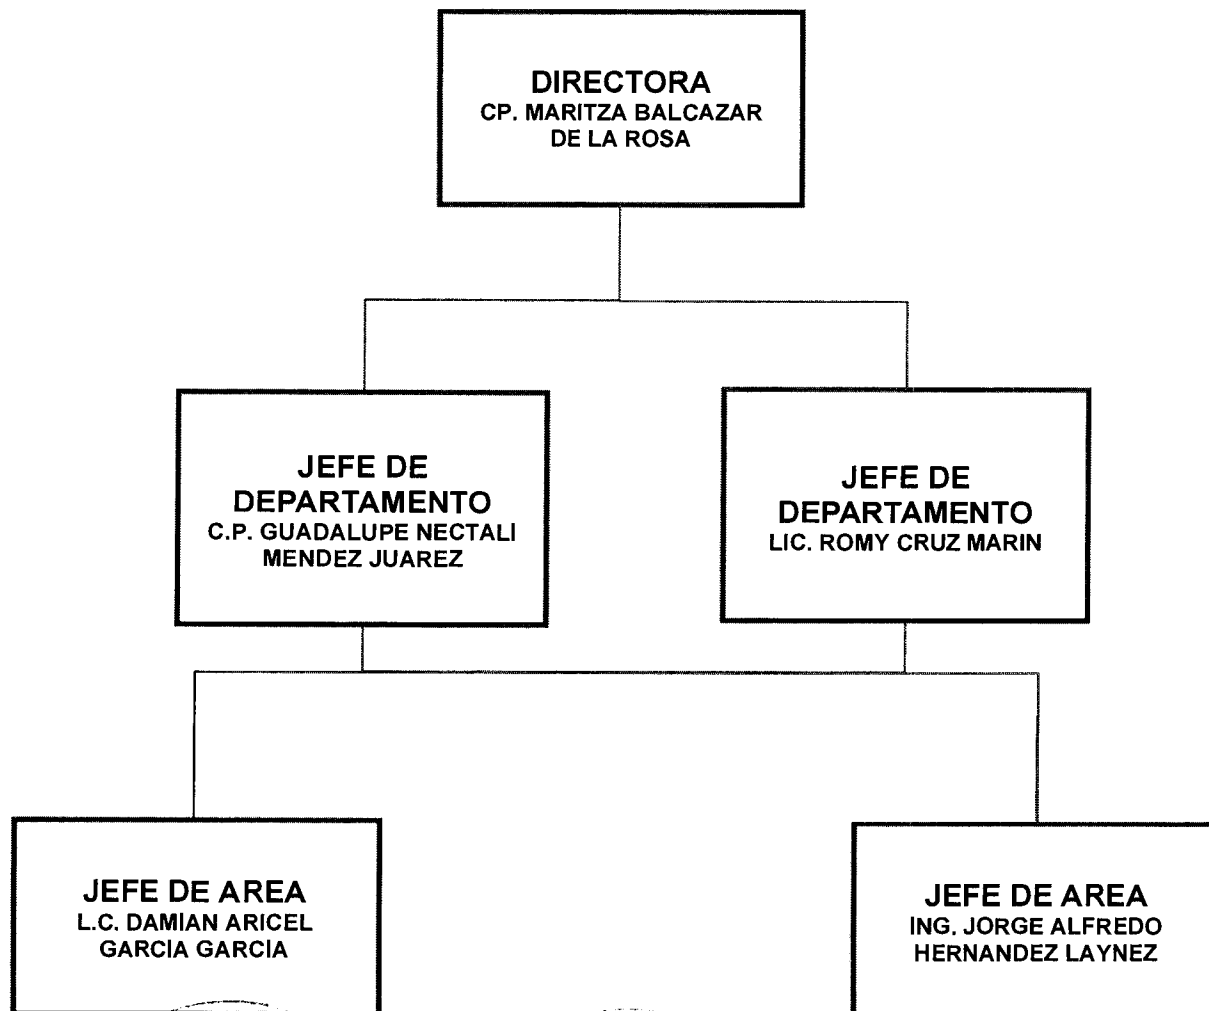 DIRECTORA
CP. MARITZA BALCAZAR
DE LA ROSA
JEFE DE
DEPARTAMENTO
C.P. GUADALUPE NECTALI
MENDEZ JUAREZ
JEFE DE
DEPARTAMENTO
LIC. ROMY CRUZ MARIN
JEFE DE AREA
L.C. DAMIAN ARICEL
GARCIA GARCIA
JEFE DE AREA
ING. JORGE ALFREDO
HERNANDEZ LAYNEZ